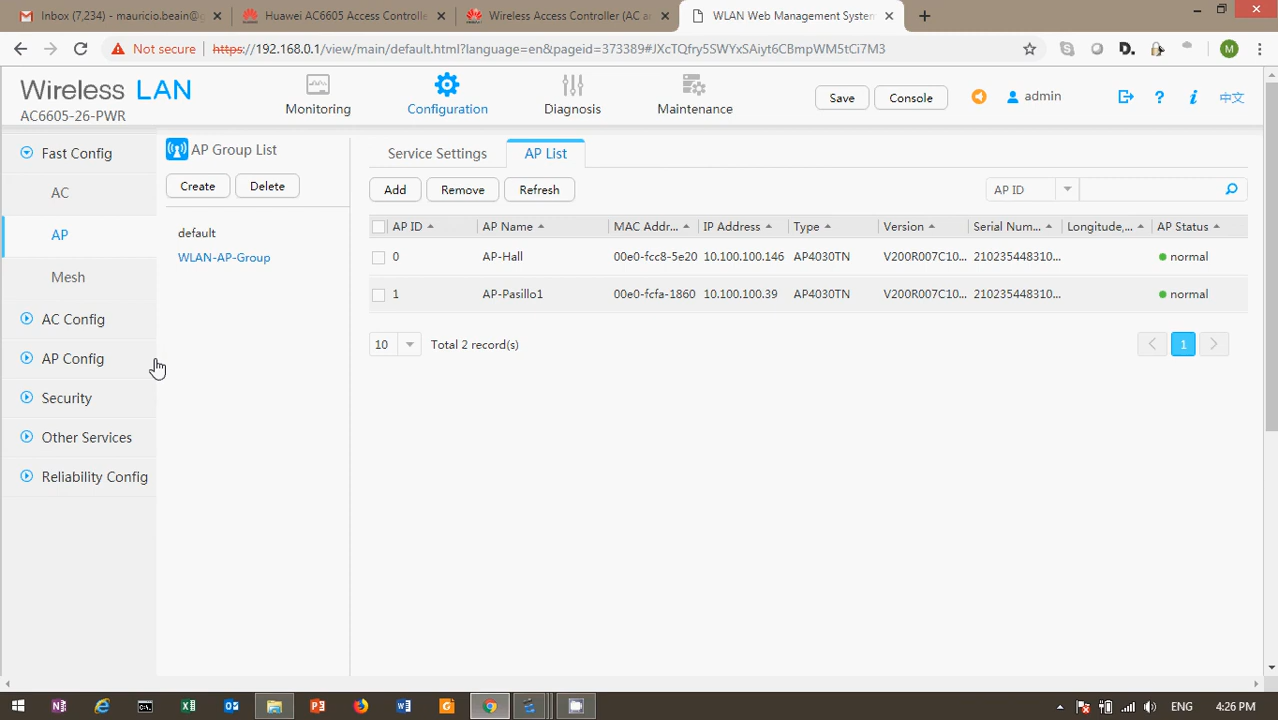 Inbox (7,234) - mauricio.beain@g
Huawei AC6605 Access Controlle
Wireless Access Controller (AC a
WLAN Web Management System
Not secure
https://192.168.0.1/view/main/default.html?language=en&pageid=373389#JXcTQfry5SWYxSAiyt6CBmpWM5tCi7M3
M
Wireless LAN
AC6605-26-PWR
Monitoring
Configuration
Diagnosis
Maintenance
Save
Console
admin
中文
Fast Config
AC
AP
Mesh
AC Config
AP Config
Security
Other Services
Reliability Config
AP Group List
Create
Delete
default
WLAN-AP-Group
Service Settings
AP List
Add
Remove
Refresh
AP ID
AP ID AP Name MAC Addr... IP Address Type Version Serial Num... Longitude,... AP Status
0 AP-Hall 00e0-fcc8-5e20 10.100.100.146 AP4030TN V200R007C10... 210235448310... normal
1 AP-Pasillo1 00e0-fcfa-1860 10.100.100.39 AP4030TN V200R007C10... 210235448310... normal
10 Total 2 record(s)
1
ENG
4:26 PM